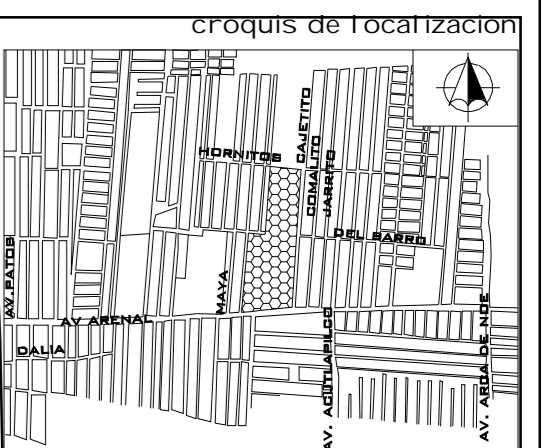 croquis de localizacion
CAJETITO
COMALITO
JARRITO
HORNITOS
DEL BARRO
AV.PATOS
MAYA
AV ARENAL
DALIA
AV. ACUTLAPILCO
AV. ARCA DE NOE